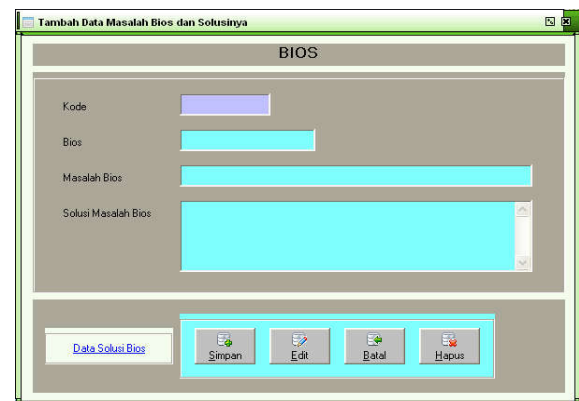 Tambah Data Masalah Bios dan Solusinya
BIOS
Kode
Bios
Masalah Bios
Solusi Masalah Bios
Data Solusi Bios
Simpan
Edit
Batal
Hapus